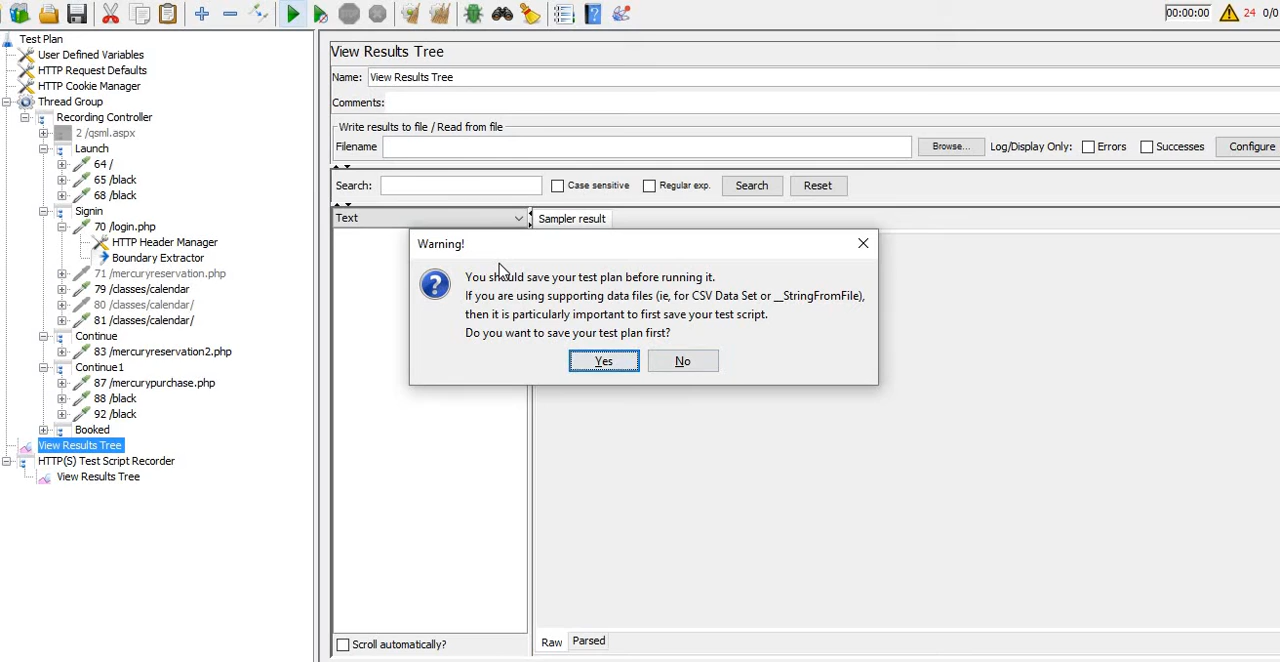 00:00:00
24
0/0
Test Plan
User Defined Variables
HTTP Request Defaults
HTTP Cookie Manager
Thread Group
Recording Controller
2 /qsml.aspx
Launch
64 /
65 /black
68 /black
Signin
70 /login.php
HTTP Header Manager
Boundary Extractor
71 /mercuryreservation.php
79 /classes/calendar
80 /classes/calendar/
81 /classes/calendar/
Continue
83 /mercuryreservation2.php
Continue1
87 /mercurypurchase.php
88 /black
92 /black
Booked
View Results Tree
HTTP(S) Test Script Recorder
View Results Tree
View Results Tree
Name: View Results Tree
Comments:
Write results to file / Read from file
Filename Browse... Log/Display Only: Errors Successes Configure
Search: Case sensitive Regular exp. Search Reset
Text
Sampler result
Warning!
You should save your test plan before running it.
If you are using supporting data files (ie, for CSV Data Set or __StringFromFile),
then it is particularly important to first save your test script.
Do you want to save your test plan first?
Yes No
Scroll automatically?
Raw Parsed